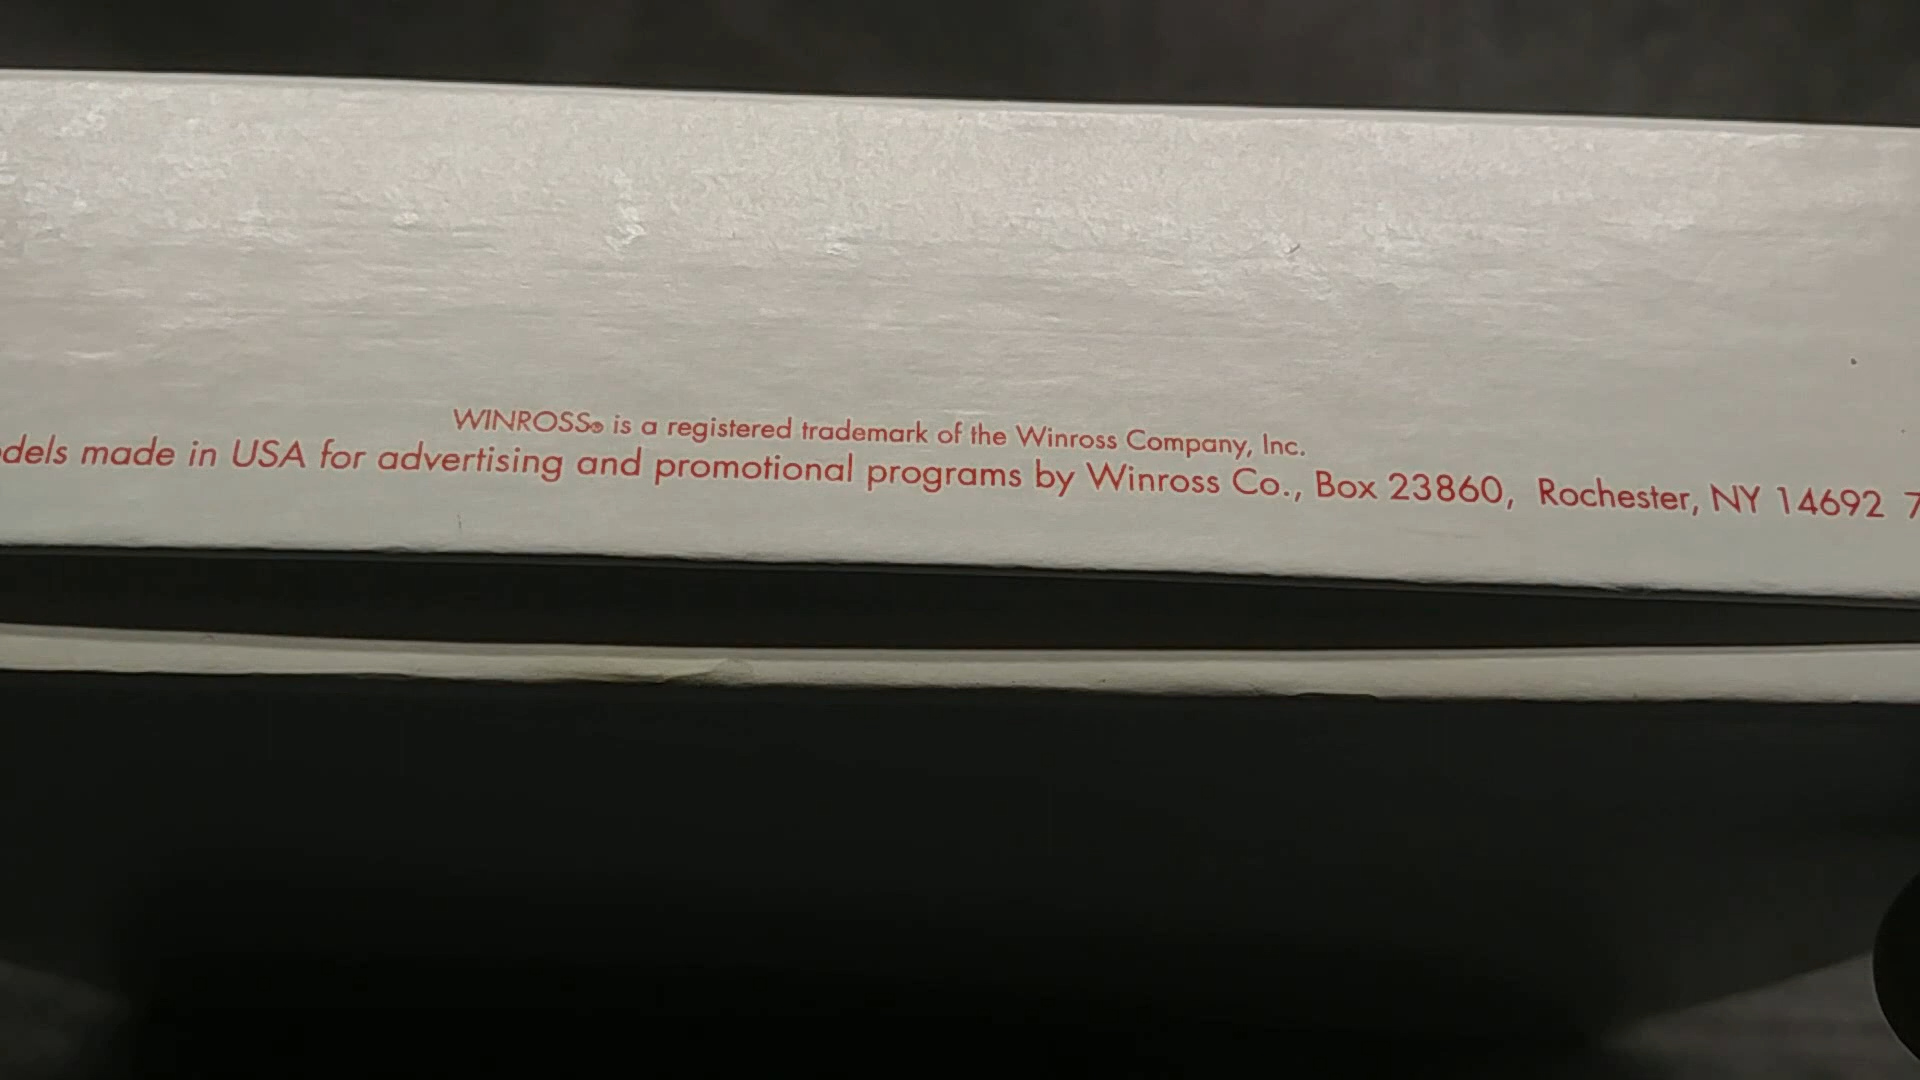 WINROSS® is a registered trademark of the Winross Company, Inc.
dels made in USA for advertising and promotional programs by Winross Co., Box 23860, Rochester, NY 14692 7